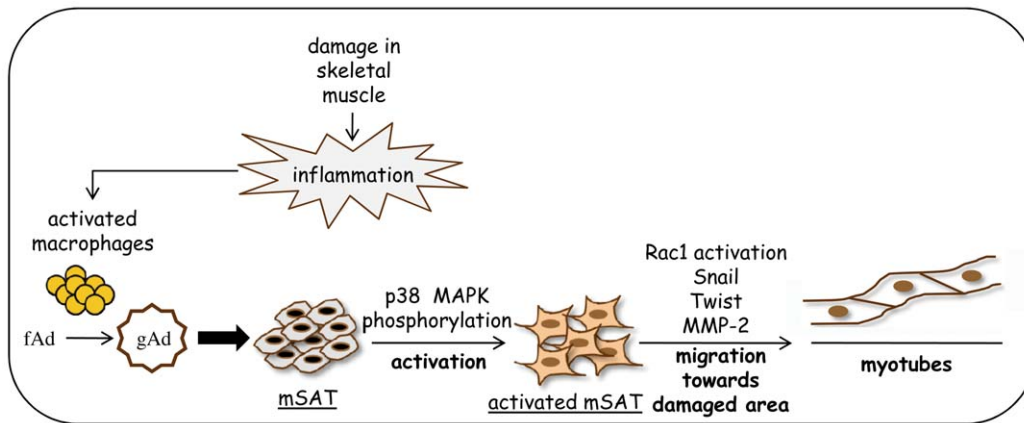 damage in
skeletal
muscle
inflammation
activated
macrophages
fAd
gAd
mSAT
p38 MAPK
phosphorylation
activation
activated mSAT
Rac1 activation
Snail
Twist
MMP-2
migration
towards
damaged area
myotubes